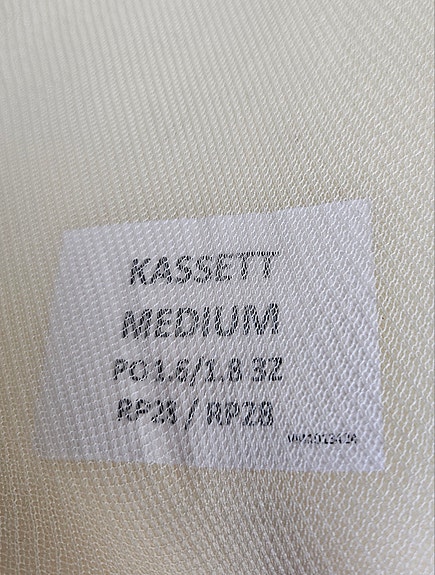 KASSETT
MEDIUM
PO 1.6/1.8 3Z
RP28 / RP28